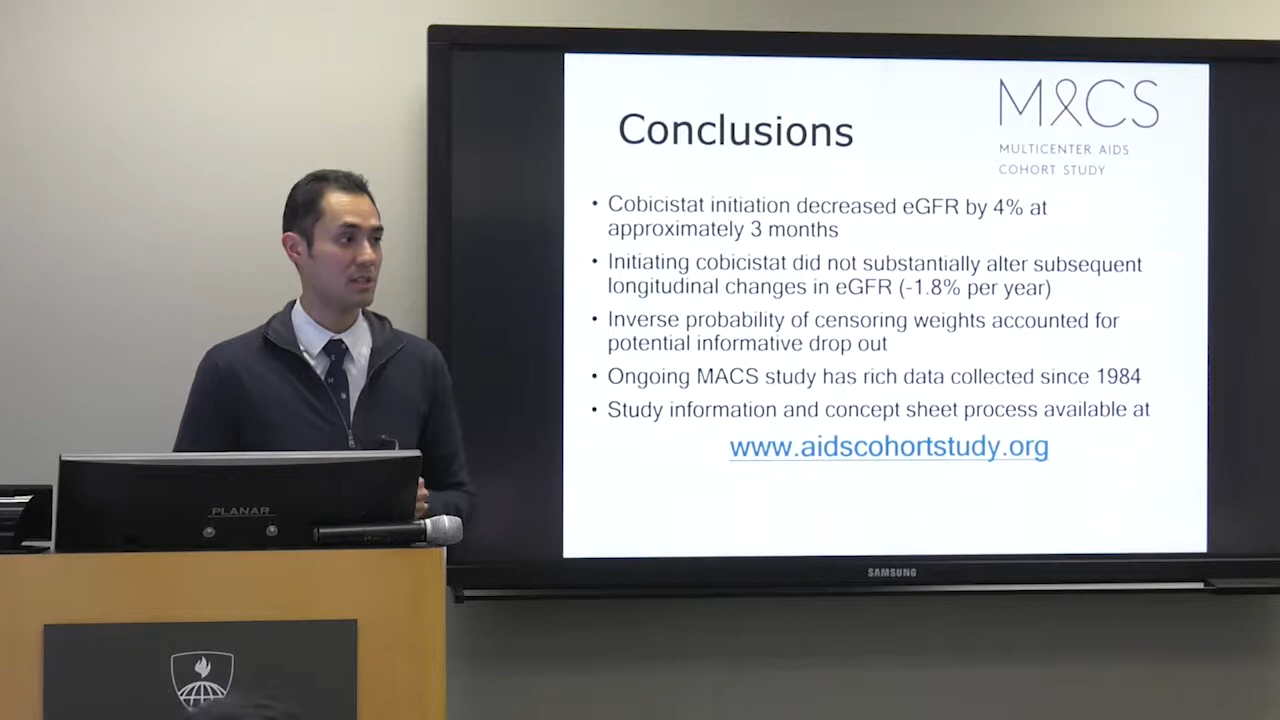 MACS
MULTICENTER AIDS
COHORT STUDY
Conclusions
• Cobicistat initiation decreased eGFR by 4% at
approximately 3 months
• Initiating cobicistat did not substantially alter subsequent
longitudinal changes in eGFR (-1.8% per year)
• Inverse probability of censoring weights accounted for
potential informative drop out
• Ongoing MACS study has rich data collected since 1984
• Study information and concept sheet process available at
www.aidscohortstudy.org
SAMSUNG
PLANAR